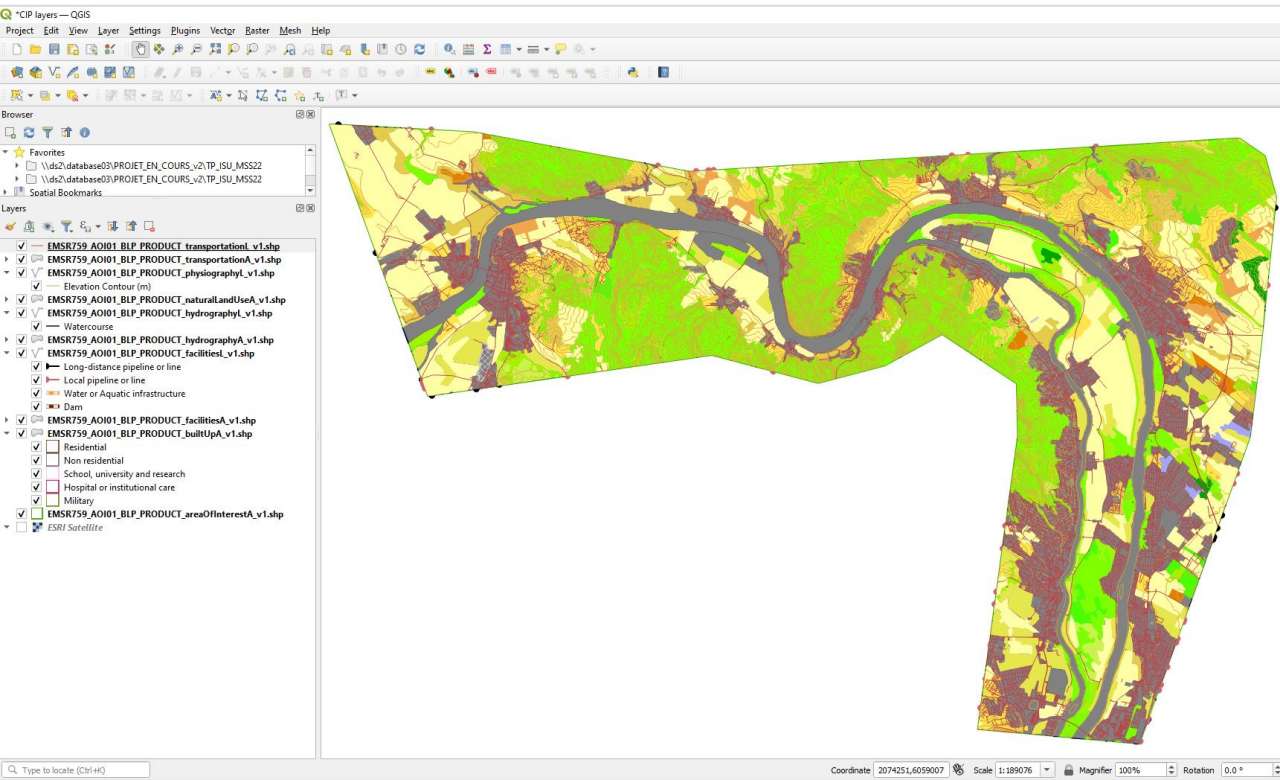 *CIP layers — QGIS
Project Edit View Layer Settings Plugins Vector Raster Mesh Help
Browser
Favorites
\\ds2\database03\PROJET_EN_COURS_v2\TP_ISU_MSS22
\\ds2\database03\PROJET_EN_COURS_v2\TP_ISU_MSS22
Spatial Bookmarks
Layers
EMSR759_AOI01_BLP_PRODUCT_transportationL_v1.shp
EMSR759_AOI01_BLP_PRODUCT_transportationA_v1.shp
EMSR759_AOI01_BLP_PRODUCT_physiographyL_v1.shp
Elevation Contour (m)
EMSR759_AOI01_BLP_PRODUCT_naturalLandUseA_v1.shp
EMSR759_AOI01_BLP_PRODUCT_hydrographyL_v1.shp
Watercourse
EMSR759_AOI01_BLP_PRODUCT_hydrographyA_v1.shp
EMSR759_AOI01_BLP_PRODUCT_facilitiesL_v1.shp
Long-distance pipeline or line
Local pipeline or line
Water or Aquatic infrastructure
Dam
EMSR759_AOI01_BLP_PRODUCT_facilitiesA_v1.shp
EMSR759_AOI01_BLP_PRODUCT_builtUpA_v1.shp
Residential
Non residential
School, university and research
Hospital or institutional care
Military
EMSR759_AOI01_BLP_PRODUCT_areaOfInterestA_v1.shp
ESRI Satellite
Type to locate (Ctrl+K)
Coordinate 2074251,6059007 Scale 1:189076 Magnifier 100% Rotation 0.0 °